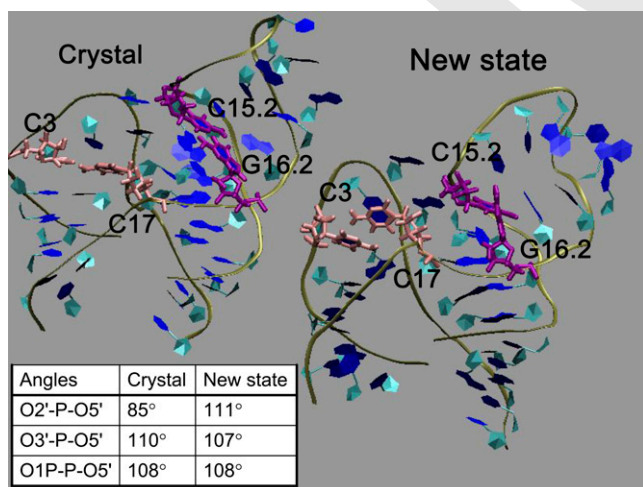 Crystal
New state
C3
C15.2
G16.2
C17
C3
C15.2
C17
G16.2
Angles Crystal New state
O2'-P-O5' 85° 111°
O3'-P-O5' 110° 107°
O1P-P-O5' 108° 108°